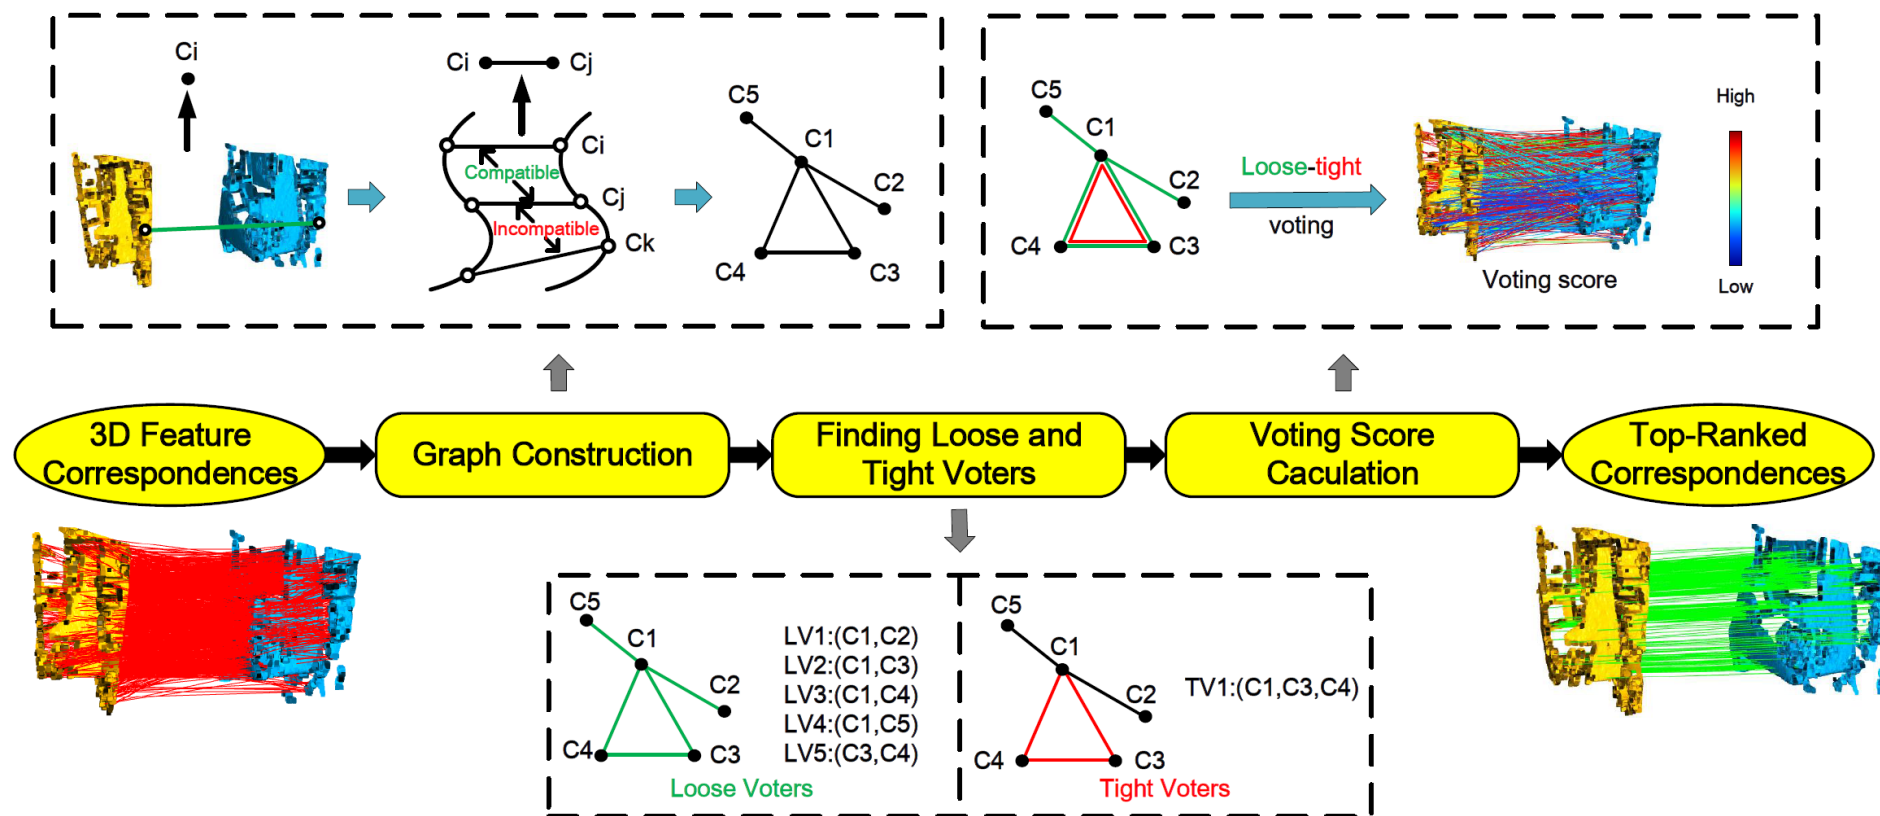 Ci
Ci Cj
Compatible
Incompatible
Ci
Cj
Ck
C5
C1
C2
C4
C3
C5
C1
C2
C4
C3
Loose-tight
voting
Voting score
High
Low
3D Feature
Correspondences
Graph Construction
Finding Loose and
Tight Voters
Voting Score
Caculation
Top-Ranked
Correspondences
C5
C1
C2
C4
C3
LV1:(C1,C2)
LV2:(C1,C3)
LV3:(C1,C4)
LV4:(C1,C5)
LV5:(C3,C4)
Loose Voters
C5
C1
C2
C4
C3
TV1:(C1,C3,C4)
Tight Voters